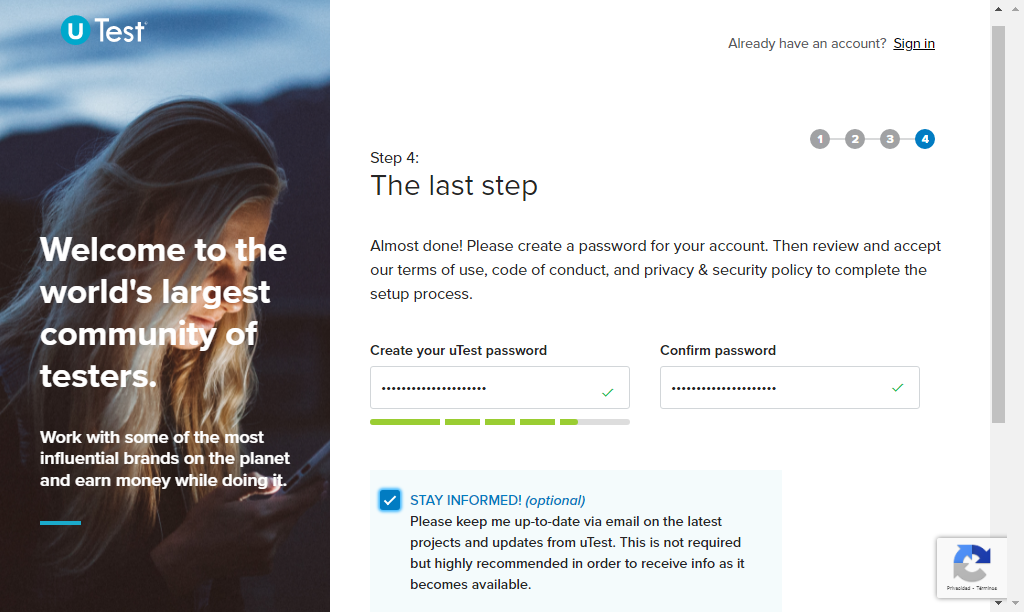 uTest
Already have an account? Sign in
1 2 3 4
Step 4:
The last step
Almost done! Please create a password for your account. Then review and accept
our terms of use, code of conduct, and privacy & security policy to complete the
setup process.
Create your uTest password
Confirm password
•••••••••••••••••••••
•••••••••••••••••••••
STAY INFORMED! (optional)
Please keep me up-to-date via email on the latest
projects and updates from uTest. This is not required
but highly recommended in order to receive info as it
becomes available.
Welcome to the
world's largest
community of
testers.
Work with some of the most
influential brands on the planet
and earn money while doing it.
Privacidad - Términos